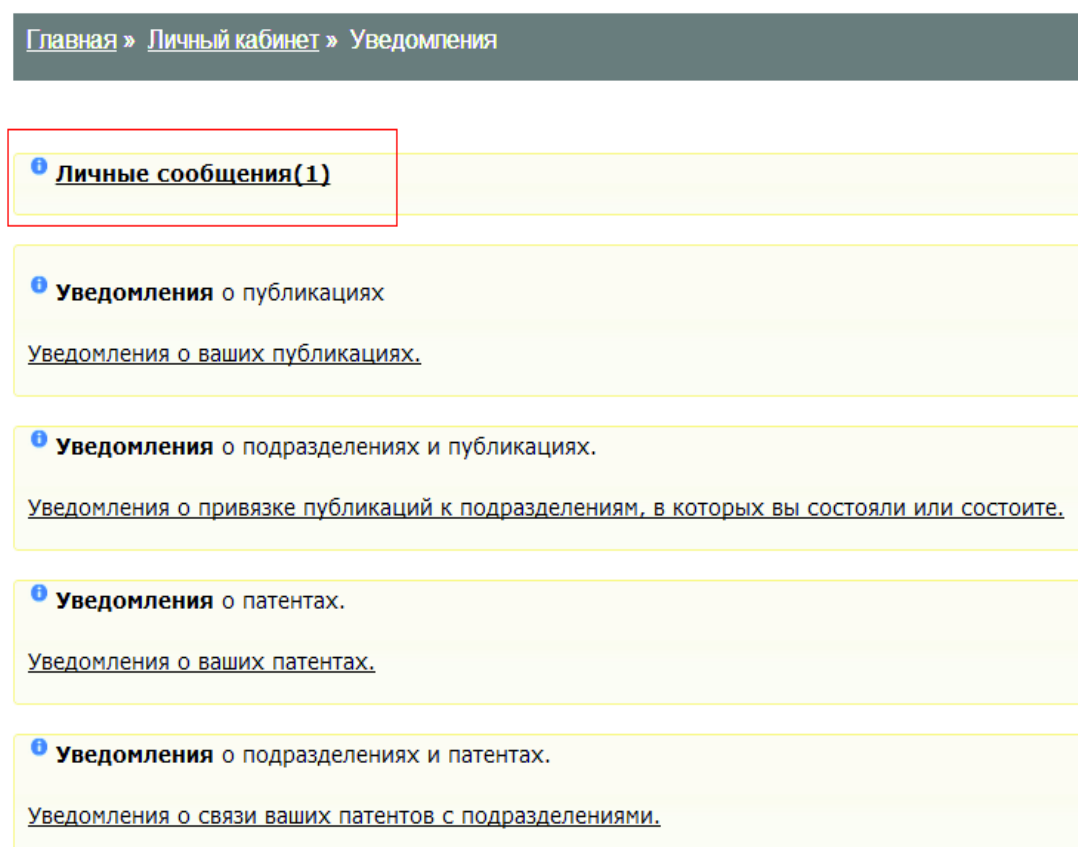 Главная » Личный кабинет » Уведомления
Личные сообщения(1)
Уведомления о публикациях
Уведомления о ваших публикациях.
Уведомления о подразделениях и публикациях.
Уведомления о привязке публикаций к подразделениям, в которых вы состояли или состоите.
Уведомления о патентах.
Уведомления о ваших патентах.
Уведомления о подразделениях и патентах.
Уведомления о связи ваших патентов с подразделениями.